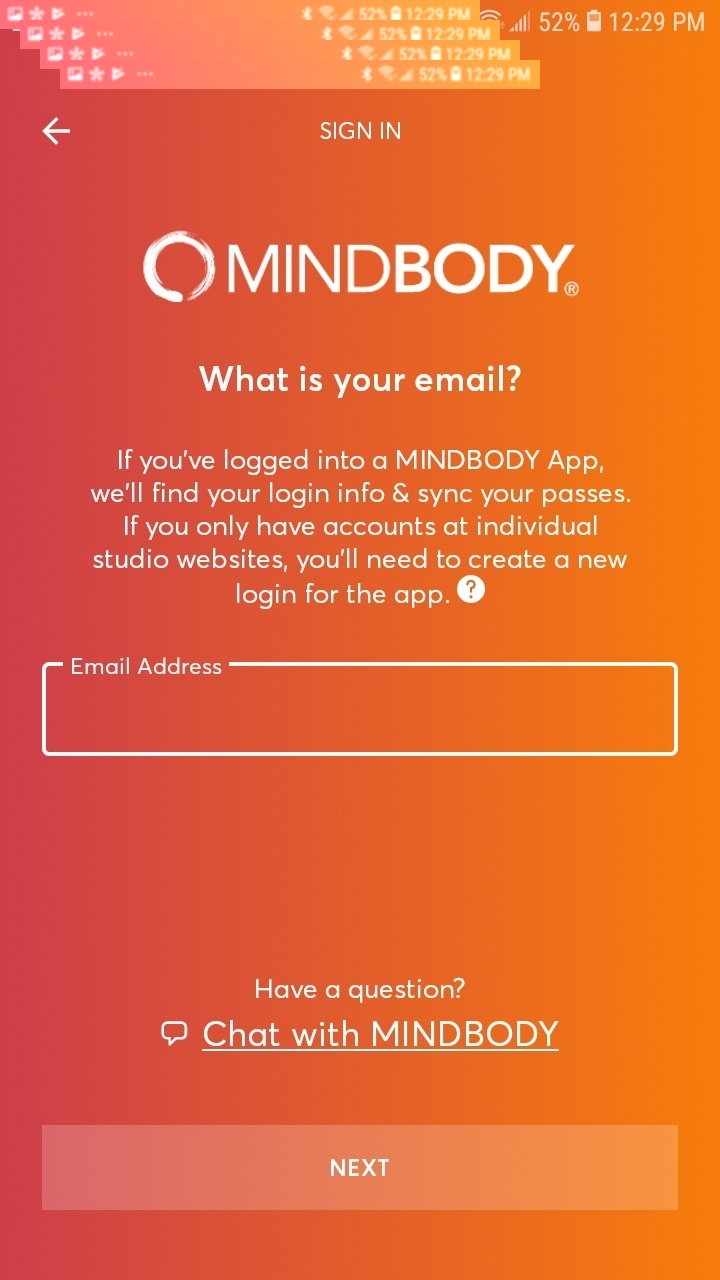 52% 12:29 PM
52% 12:29 PM
52% 12:29 PM
52% 12:29 PM
52% 12:29 PM
SIGN IN
MINDBODY®
What is your email?
If you've logged into a MINDBODY App,
we'll find your login info & sync your passes.
If you only have accounts at individual
studio websites, you'll need to create a new
login for the app. ?
Email Address
Have a question?
Chat with MINDBODY
NEXT